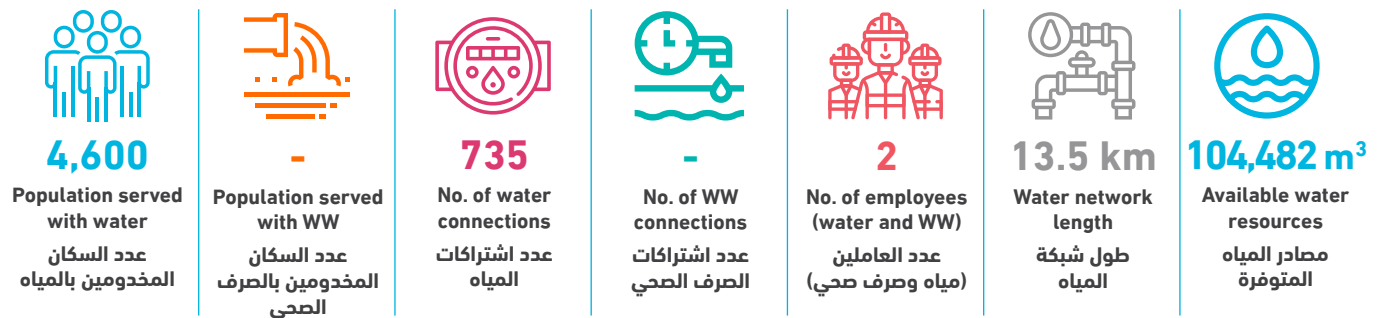 4,600
Population served
with water
عدد السكان
المخدومين بالمياه
-
Population served
with WW
عدد السكان
المخدومين بالصرف
الصحي
735
No. of water
connections
عدد اشتراكات
المياه
-
No. of WW
connections
عدد اشتراكات
الصرف الصحي
2
No. of employees
(water and WW)
عدد العاملين
(مياه وصرف صحي)
13.5 km
Water network
length
طول شبكة
المياه
104,482 m³
Available water
resources
مصادر المياه
المتوفرة